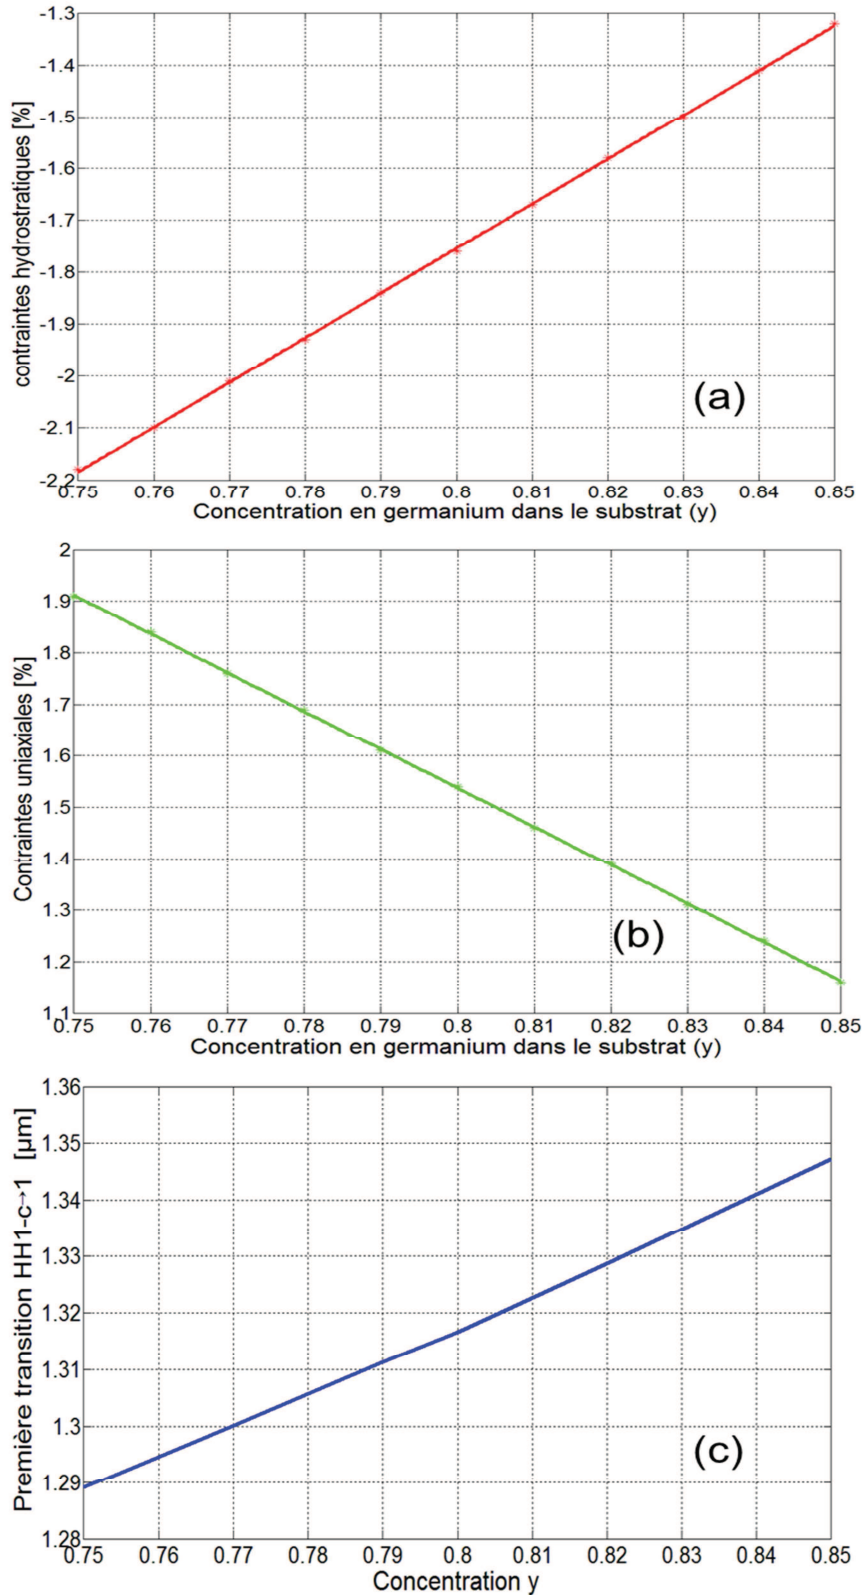 contraintes hydrostratiques [%]
-1.3
-1.4
-1.5
-1.6
-1.7
-1.8
-1.9
-2
-2.1
-2.2
(a)
0.75 0.76 0.77 0.78 0.79 0.8 0.81 0.82 0.83 0.84 0.85
Concentration en germanium dans le substrat (y)
Contraintes uniaxiales [%]
2
1.9
1.8
1.7
1.6
1.5
1.4
1.3
1.2
1.1
(b)
0.75 0.76 0.77 0.78 0.79 0.8 0.81 0.82 0.83 0.84 0.85
Concentration en germanium dans le substrat (y)
Première transition HH1-c→1 [µm]
1.36
1.35
1.34
1.33
1.32
1.31
1.3
1.29
1.28
(c)
0.75 0.76 0.77 0.78 0.79 0.8 0.81 0.82 0.83 0.84 0.85
Concentration y